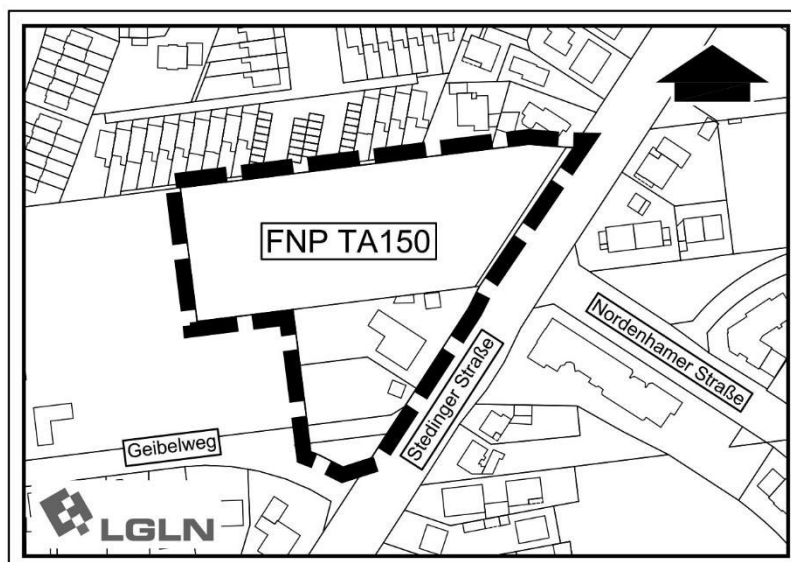 FNP TA150
Nordenhamer Straße
Stedinger Straße
Geibelweg
LGLN